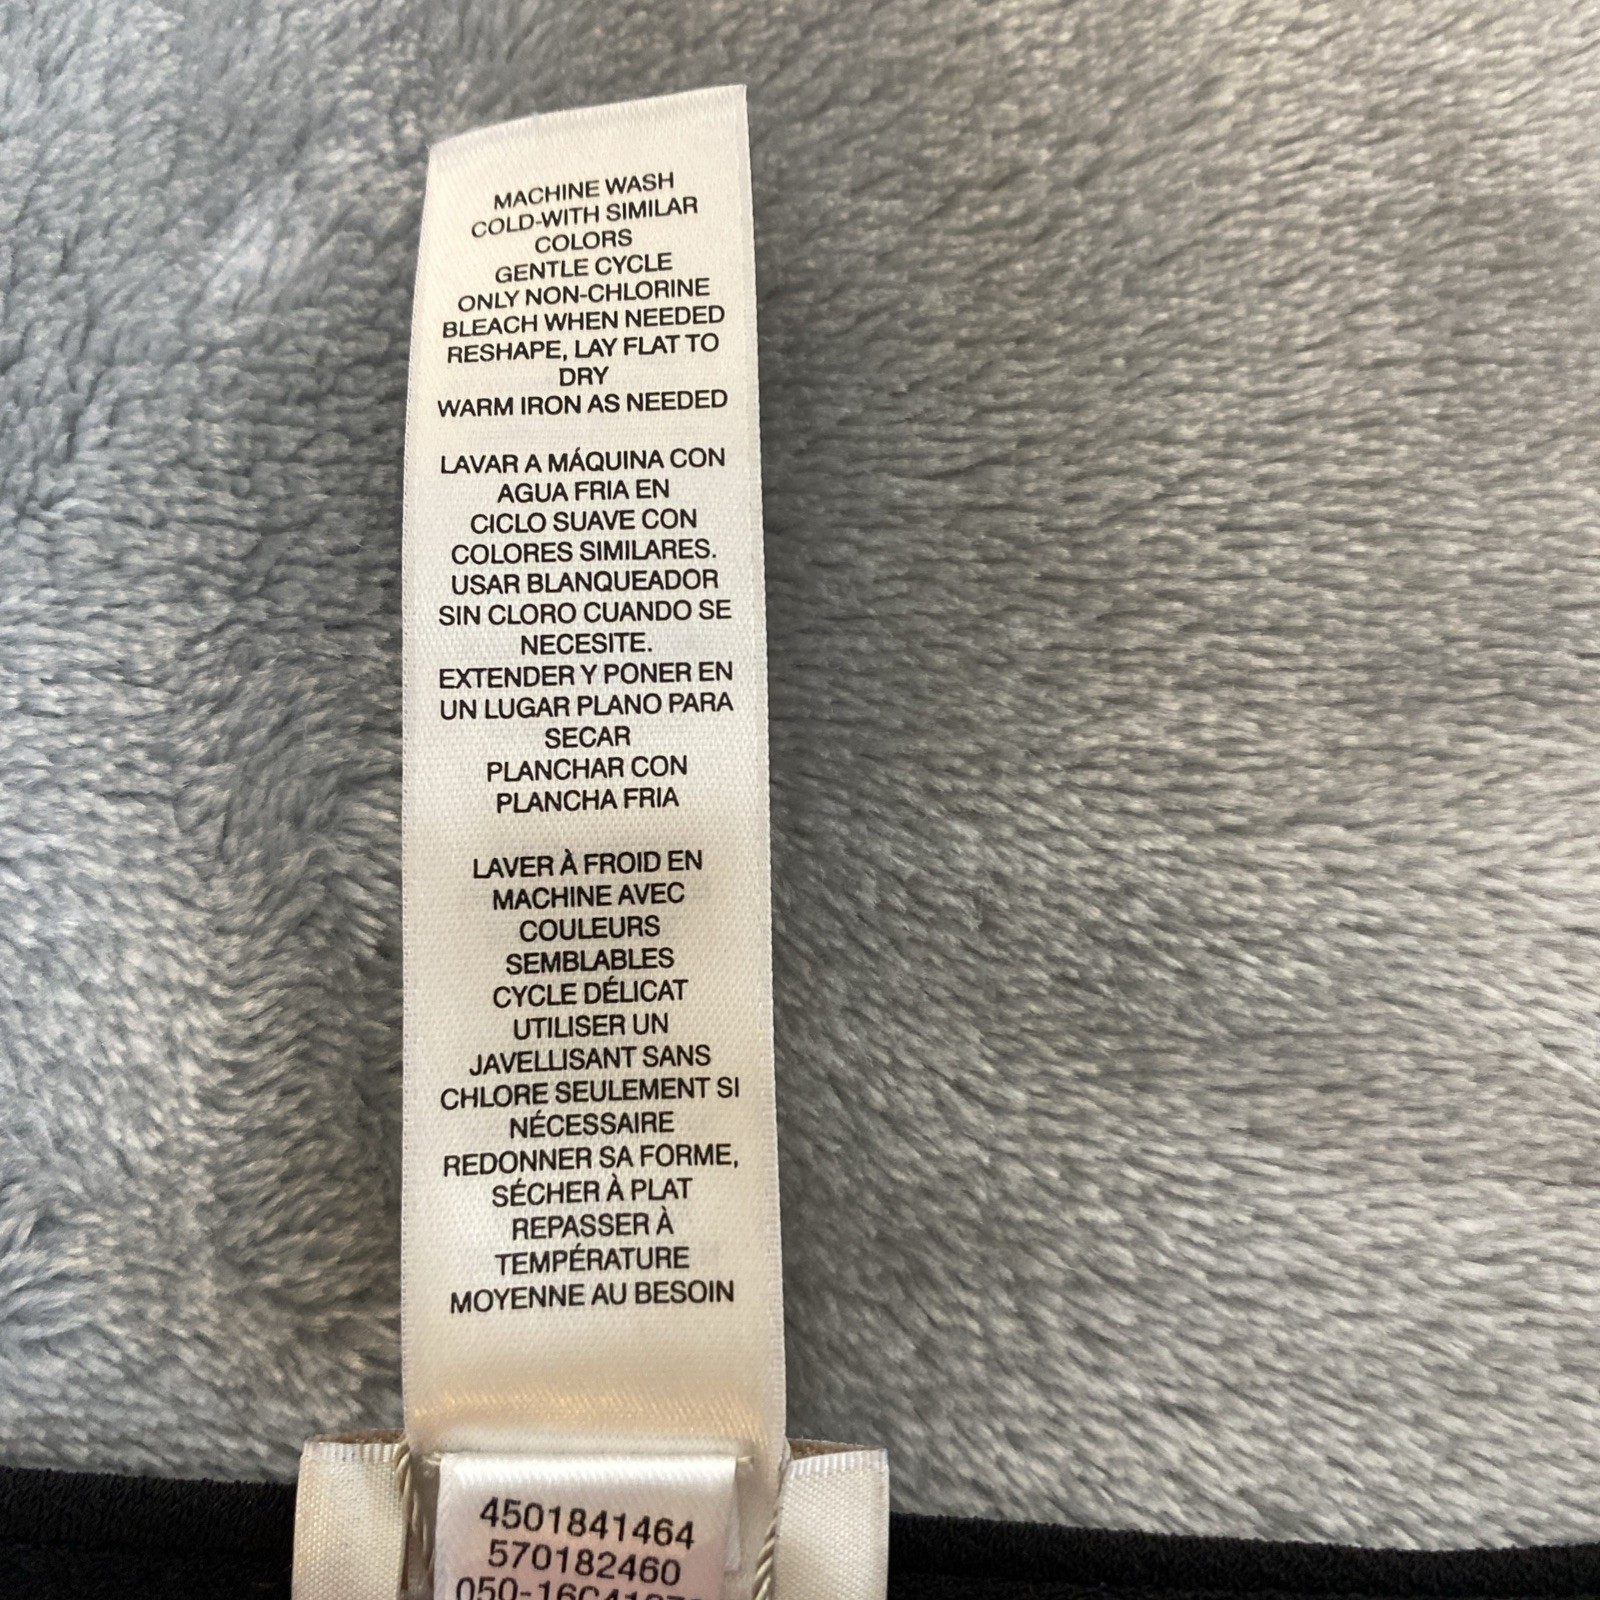 MACHINE WASH
COLD-WITH SIMILAR
COLORS
GENTLE CYCLE
ONLY NON-CHLORINE
BLEACH WHEN NEEDED
RESHAPE, LAY FLAT TO
DRY
WARM IRON AS NEEDED
LAVAR A MÁQUINA CON
AGUA FRIA EN
CICLO SUAVE CON
COLORES SIMILARES.
USAR BLANQUEADOR
SIN CLORO CUANDO SE
NECESITE.
EXTENDER Y PONER EN
UN LUGAR PLANO PARA
SECAR
PLANCHAR CON
PLANCHA FRIA
LAVER À FROID EN
MACHINE AVEC
COULEURS
SEMBLABLES
CYCLE DÉLICAT
UTILISER UN
JAVELLISANT SANS
CHLORE SEULEMENT SI
NÉCESSAIRE
REDONNER SA FORME,
SÉCHER À PLAT
REPASSER À
TEMPÉRATURE
MOYENNE AU BESOIN
4501841464
570182460